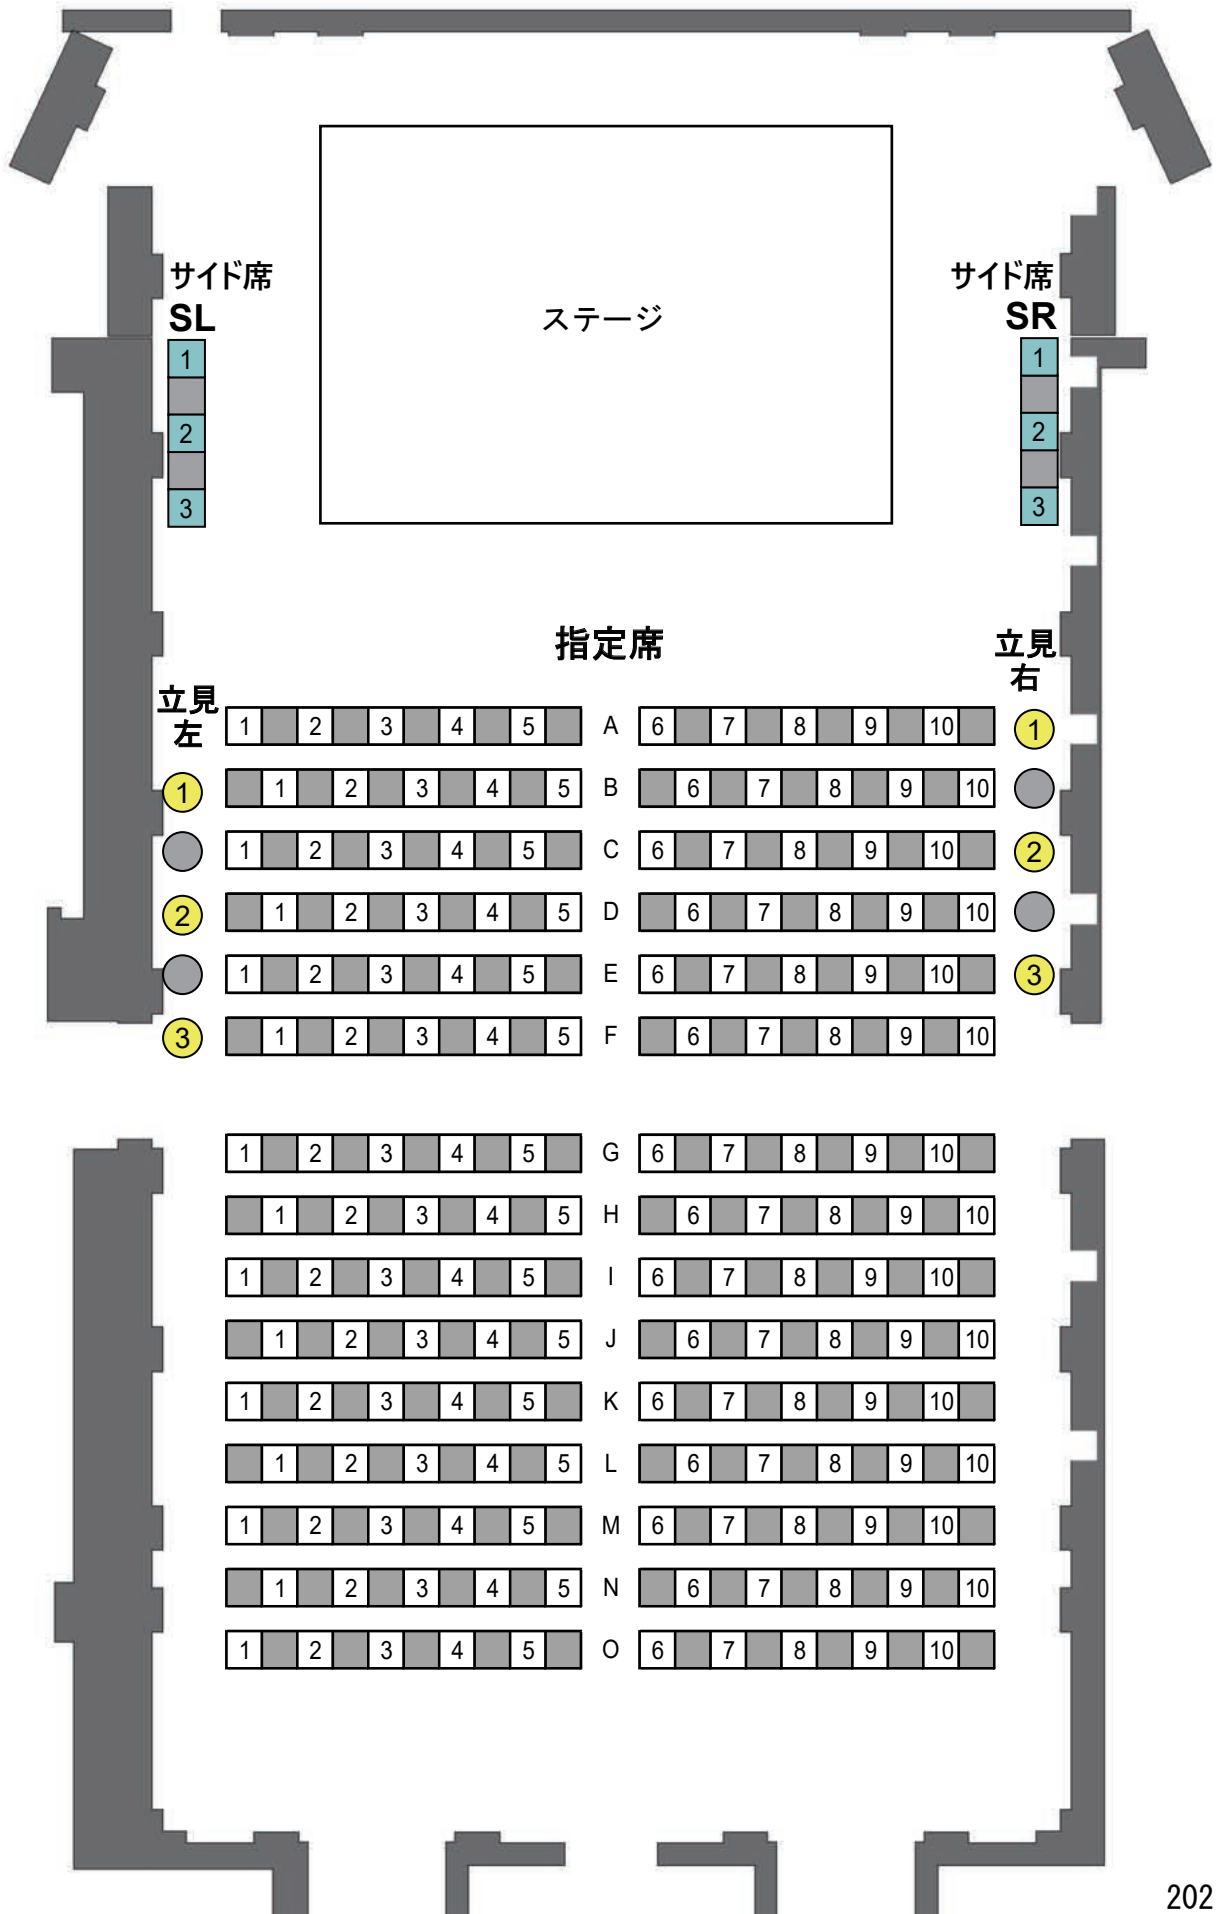 サイド席
SL
1
2
3
ステージ
サイド席
SR
1
2
3
指定席
立見
左
1
2
3
立見
右
1
2
3
1 2 3 4 5 A 6 7 8 9 10
1 2 3 4 5 B 6 7 8 9 10
1 2 3 4 5 C 6 7 8 9 10
1 2 3 4 5 D 6 7 8 9 10
1 2 3 4 5 E 6 7 8 9 10
1 2 3 4 5 F 6 7 8 9 10
1 2 3 4 5 G 6 7 8 9 10
1 2 3 4 5 H 6 7 8 9 10
1 2 3 4 5 I 6 7 8 9 10
1 2 3 4 5 J 6 7 8 9 10
1 2 3 4 5 K 6 7 8 9 10
1 2 3 4 5 L 6 7 8 9 10
1 2 3 4 5 M 6 7 8 9 10
1 2 3 4 5 N 6 7 8 9 10
1 2 3 4 5 O 6 7 8 9 10
202